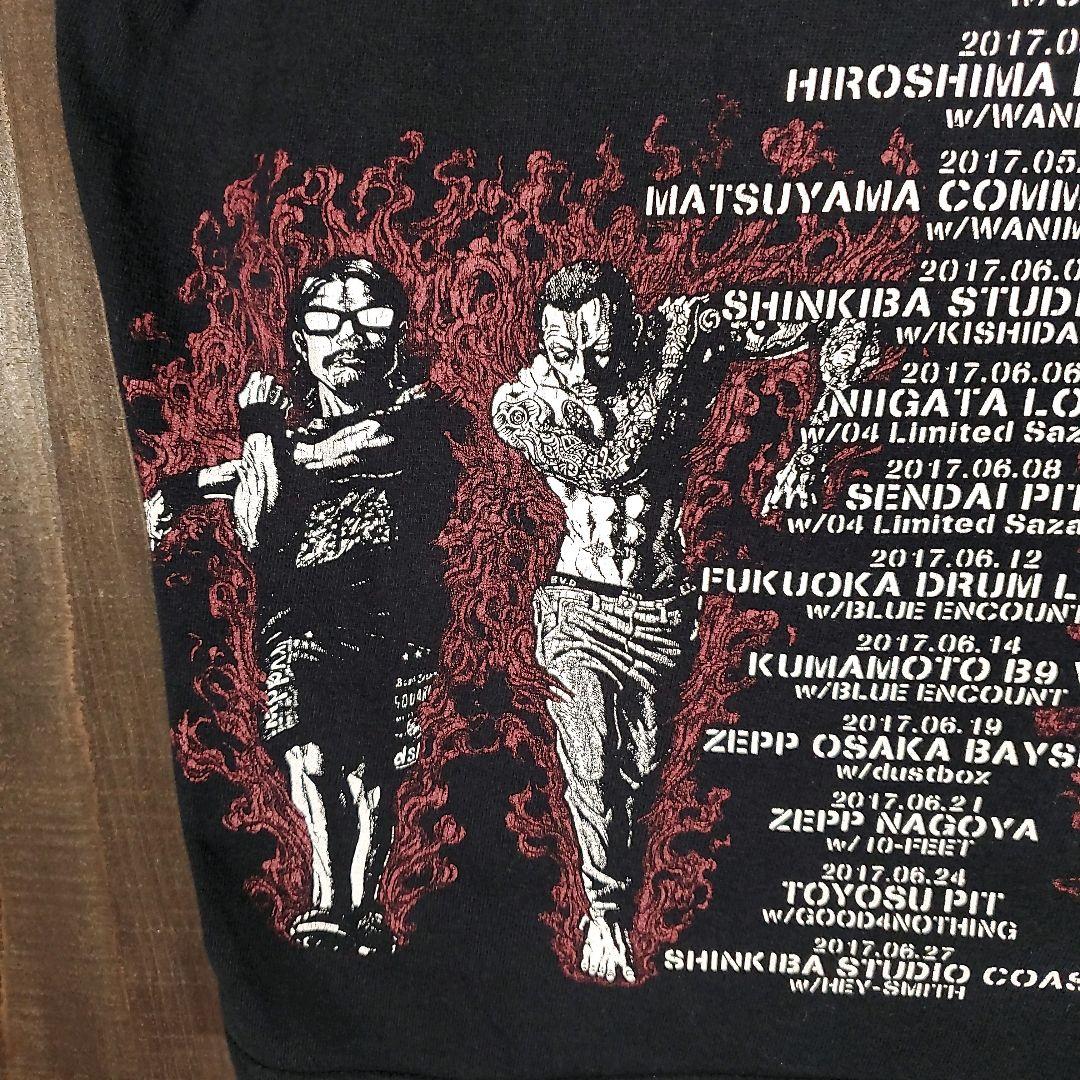 2017.0
HIROSHIMA
w/WANI
2017.05.
MATSUYAMA COMM
w/WANIM
2017.06.0
SHINKIBA STUDI
w/KISHIDA
2017.06.06
NIIGATA LO
w/04 Limited Saz
2017.06.08
SENDAI PIT
w/04 Limited Saza
2017.06.12
FUKUOKA DRUM L
w/BLUE ENCOUNT
2017.06.14
KUMAMOTO B9 V
w/BLUE ENCOUNT
2017.06.19
ZEPP OSAKA BAYS
w/dustbox
2017.06.21
ZEPP NAGOYA
w/10-FEET
2017.06.24
TOYOSU PIT
w/GOOD4NOTHING
2017.06.27
SHINKIBA STUDIO COAS
w/HEY-SMITH
B.V.D.